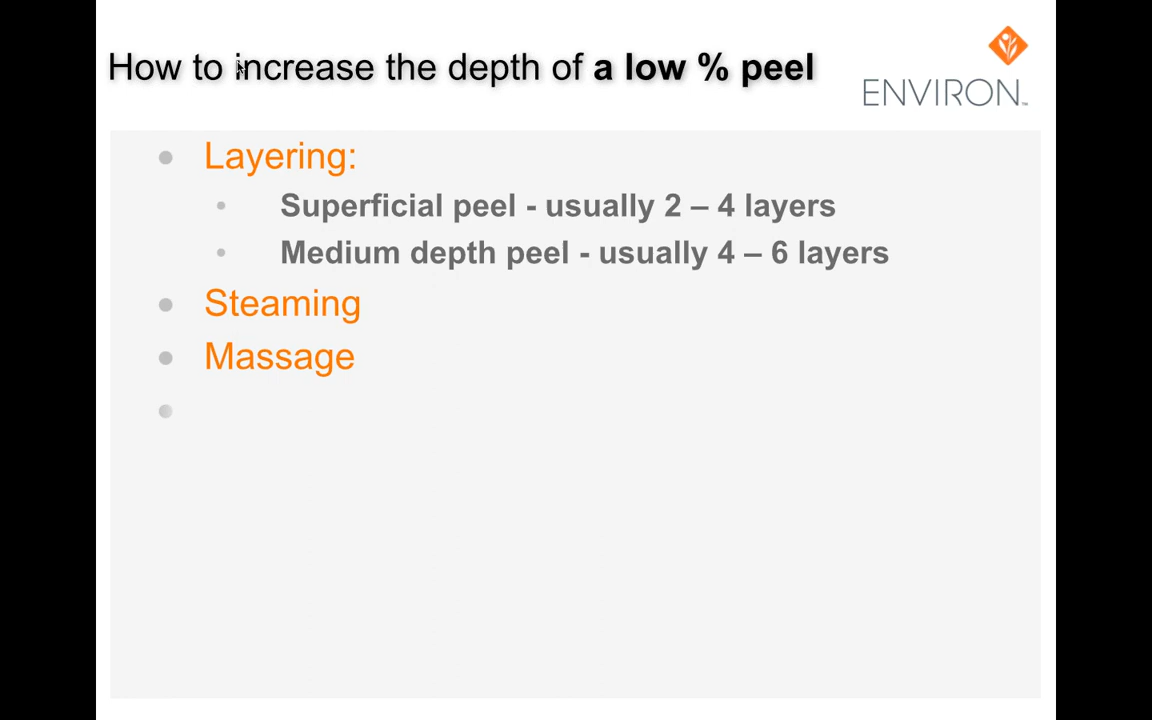 How to increase the depth of a low % peel
ENVIRON™
• Layering:
• Superficial peel - usually 2 – 4 layers
• Medium depth peel - usually 4 – 6 layers
• Steaming
• Massage
•